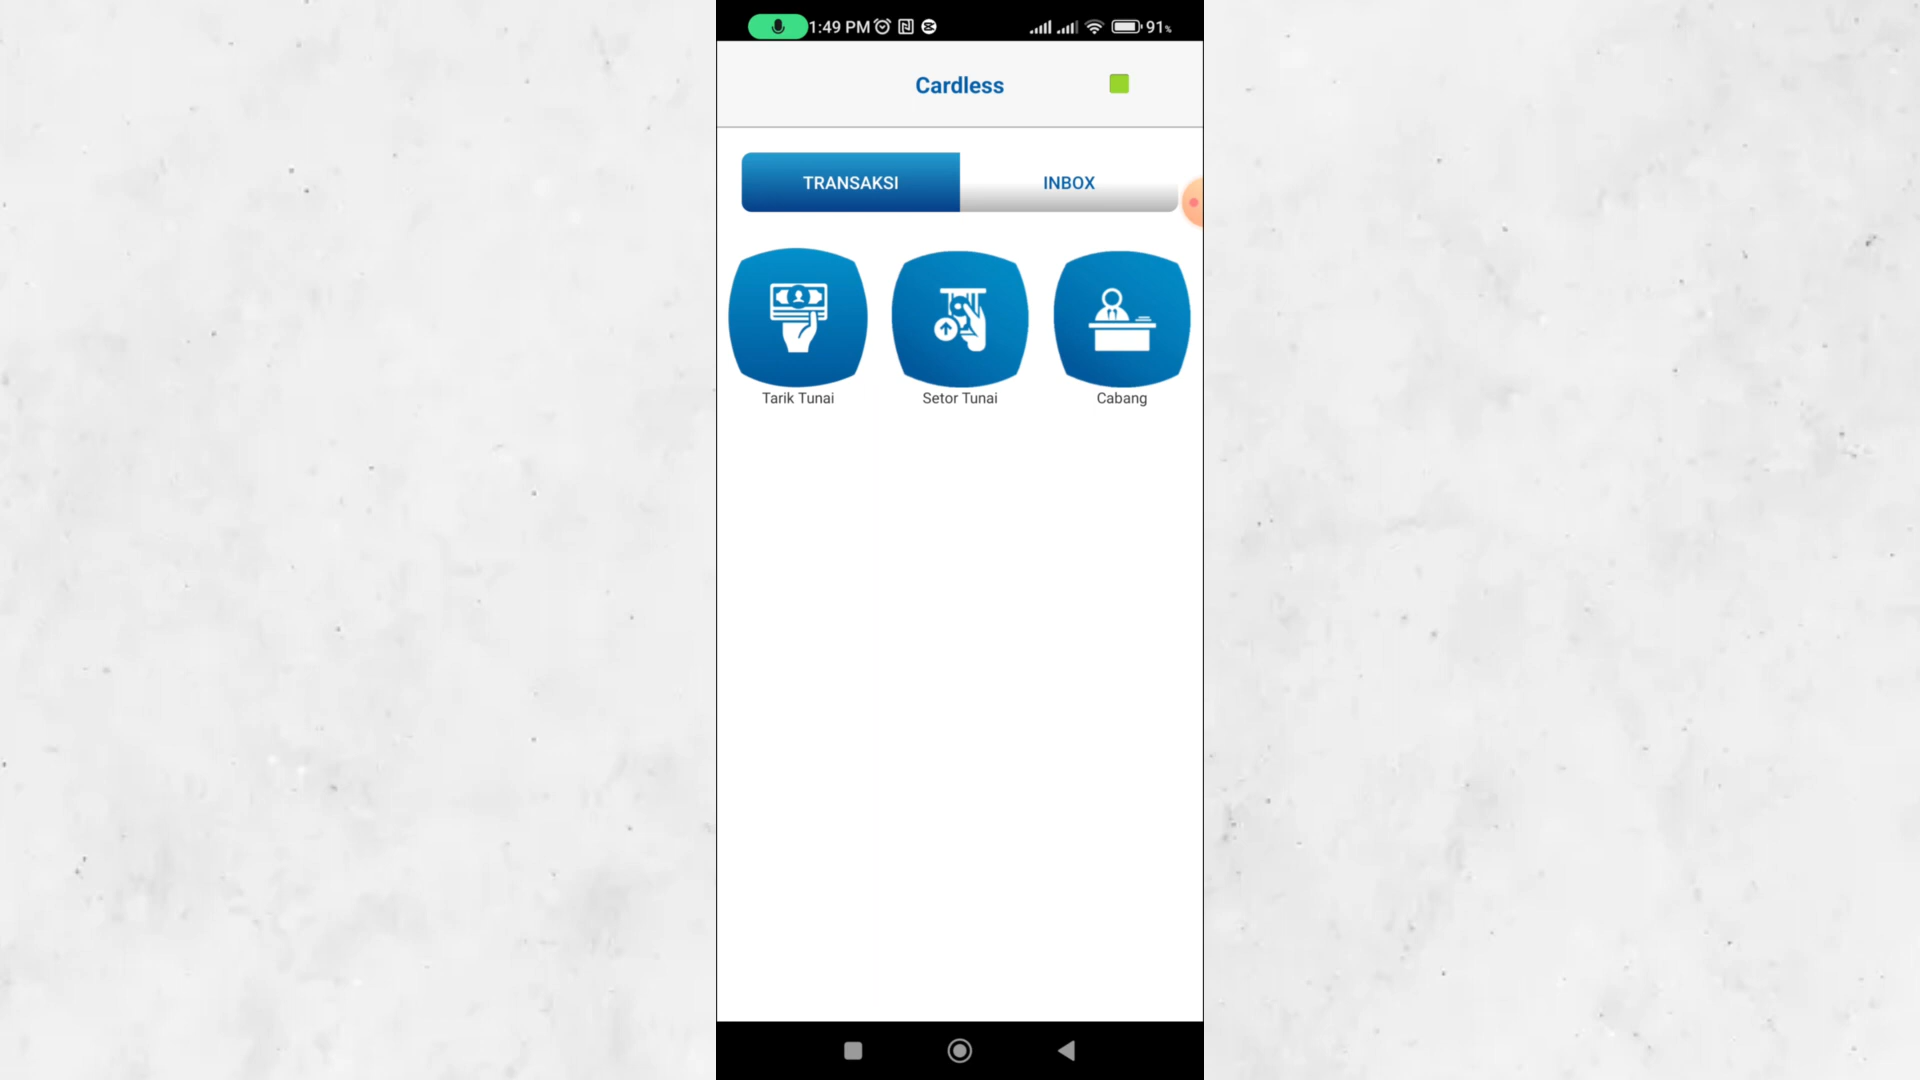 1:49 PM 91%
Cardless
TRANSAKSI INBOX
Tarik Tunai Setor Tunai Cabang